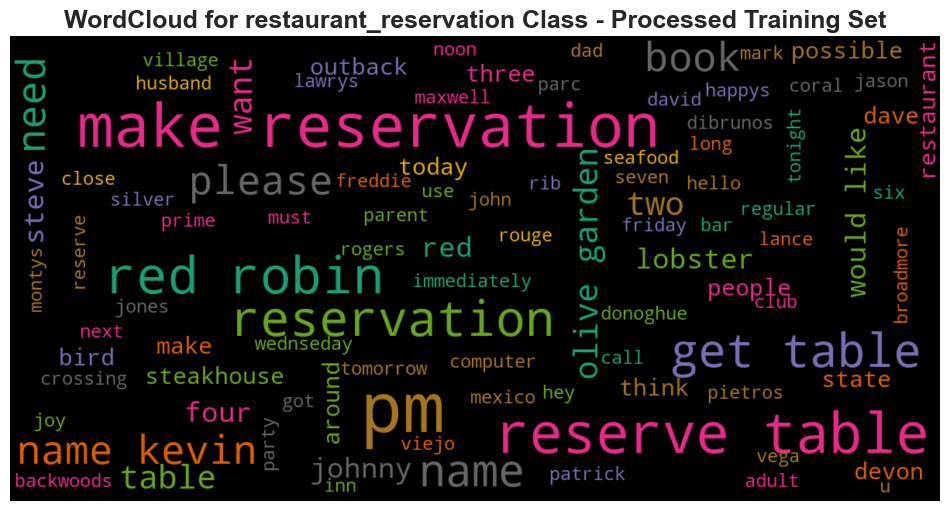 WordCloud for restaurant_reservation Class - Processed Training Set
noon
dad
mark
possible
village
outback
book
restaurant
husband
want
lawrys
three
parc
coral
jason
need
maxwell
david
happys
make reservation
dibrunos
dave
long
tonight
today
seafood
close
please
freddie
use
rib
seven
hello
would like
six
steve
silver
john
two
prime
must
parent
regular
olive garden
friday
bar
rouge
lance
reserve
rogers
red
montys
lobster
broadmore
red robin
immediately
people
club
jones
reservation
donoghue
next
make
wednseday
bird
call
get table
crossing
steakhouse
tomorrow
computer
around
think
state
mexico
hey
pietros
four
got
joy
pm
name kevin
party
viejo
reserve table
johnny
name
vega
backwoods
table
inn
patrick
adult
devon
u